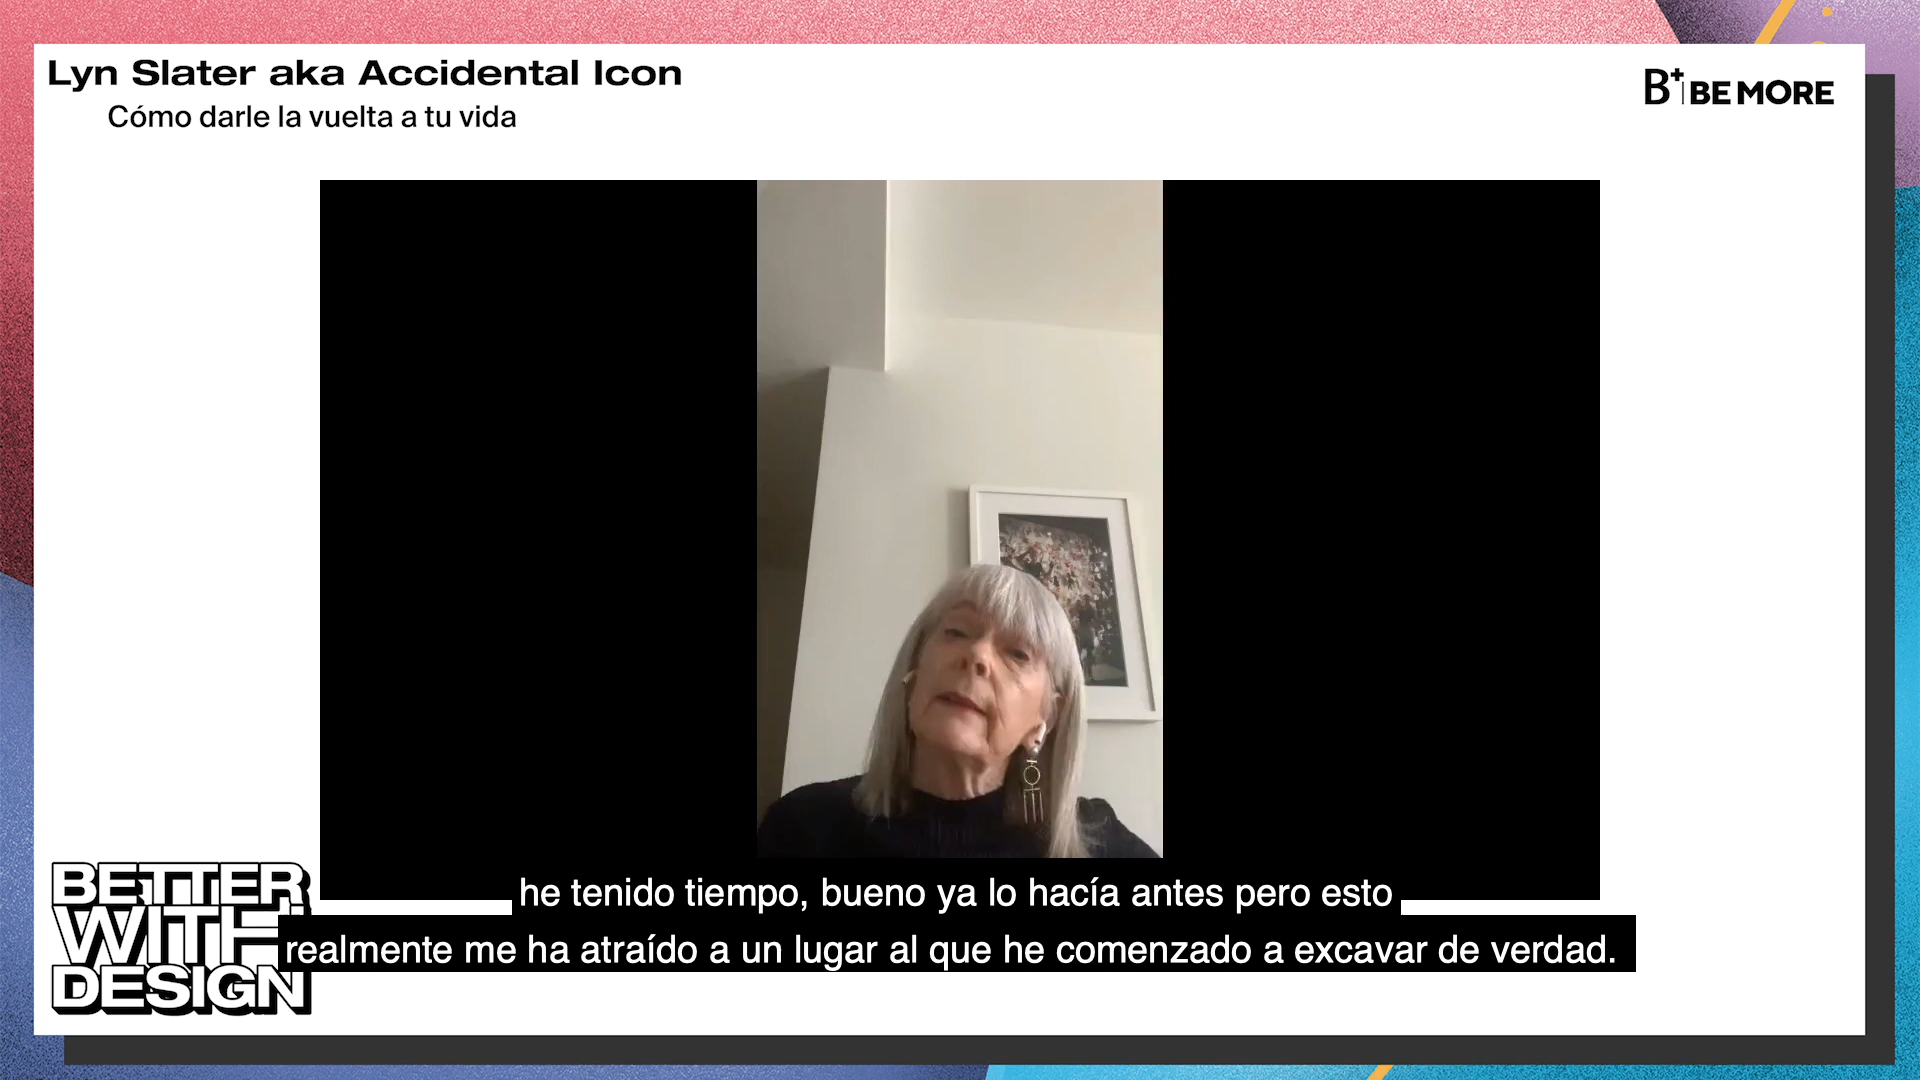 Lyn Slater aka Accidental Icon
Cómo darle la vuelta a tu vida
B+ BE MORE
he tenido tiempo, bueno ya lo hacía antes pero esto
realmente me ha atraído a un lugar al que he comenzado a excavar de verdad.
BETTER
WITH
DESIGN